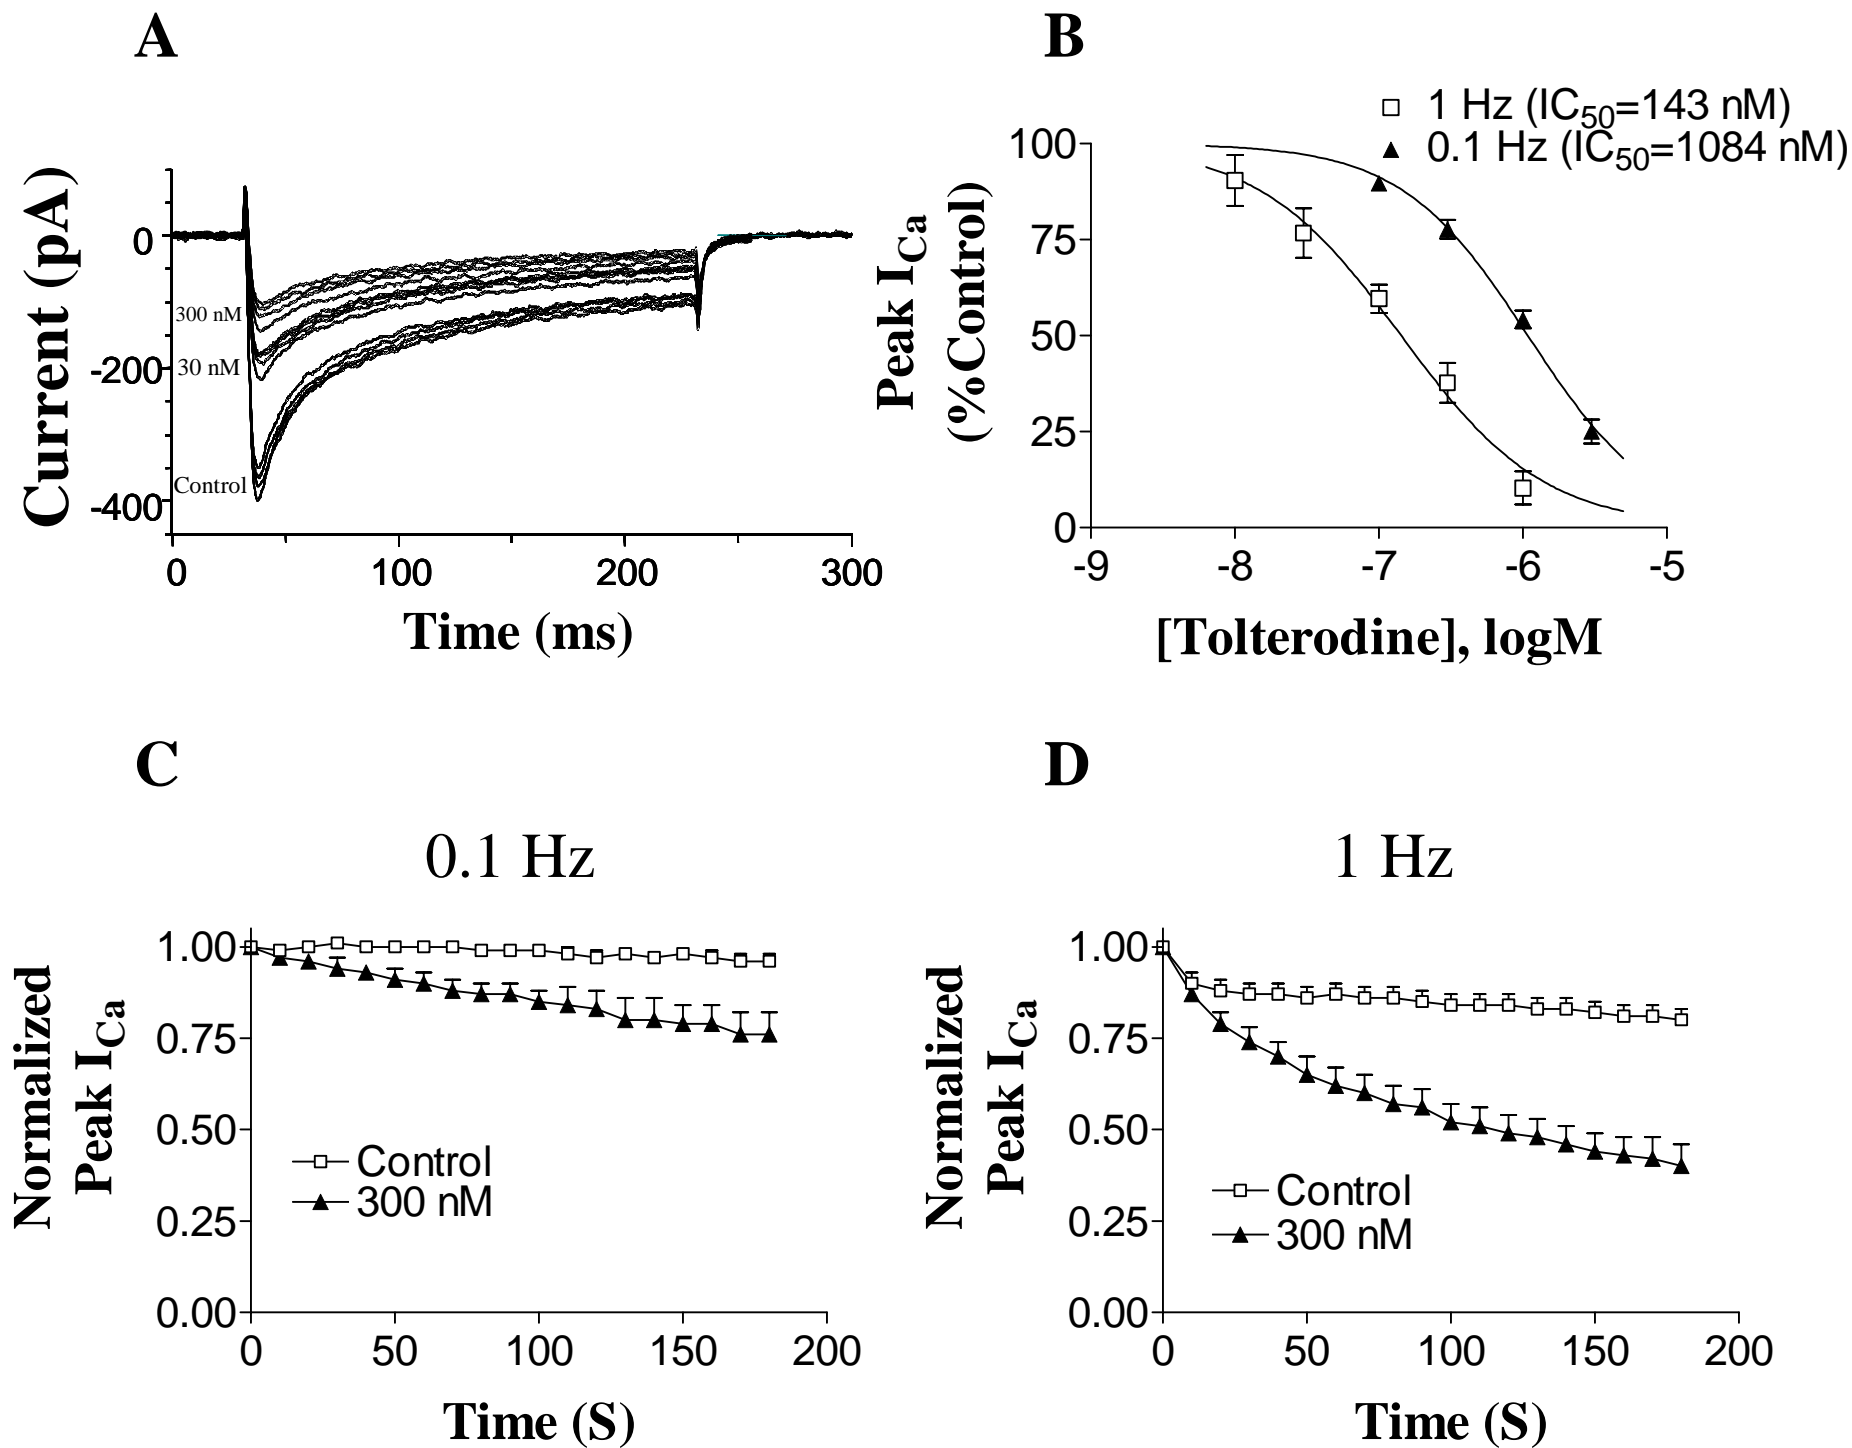 A
Current (pA)
0
-200
-400
300 nM
30 nM
Control
0 100 200 300
Time (ms)
B
1 Hz (IC50=143 nM)
0.1 Hz (IC50=1084 nM)
Peak ICa
(%Control)
100
75
50
25
0
-9 -8 -7 -6 -5
[Tolterodine], logM
C
0.1 Hz
Normalized
Peak ICa
1.00
0.75
0.50
0.25
0.00
Control
300 nM
0 50 100 150 200
Time (S)
D
1 Hz
Normalized
Peak ICa
1.00
0.75
0.50
0.25
0.00
Control
300 nM
0 50 100 150 200
Time (S)